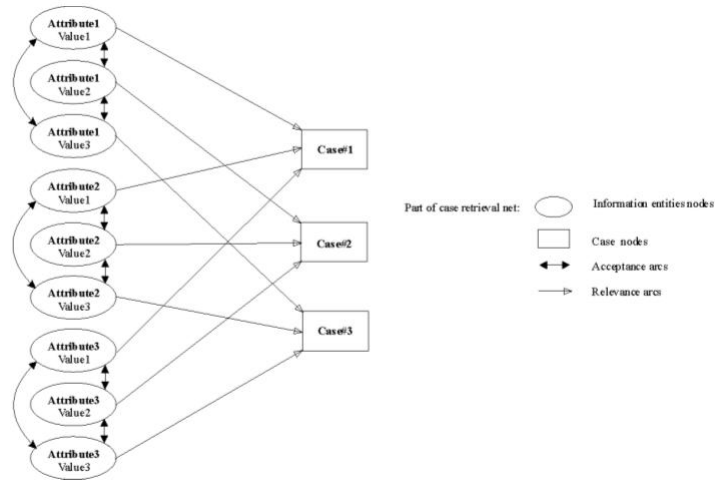 Attribute1
Value1
Attribute1
Value2
Attribute1
Value3
Attribute2
Value1
Attribute2
Value2
Attribute2
Value3
Attribute3
Value1
Attribute3
Value2
Attribute3
Value3
Case#1
Case#2
Case#3
Part of case retrieval net:
Information entities nodes
Case nodes
Acceptance arcs
Relevance arcs